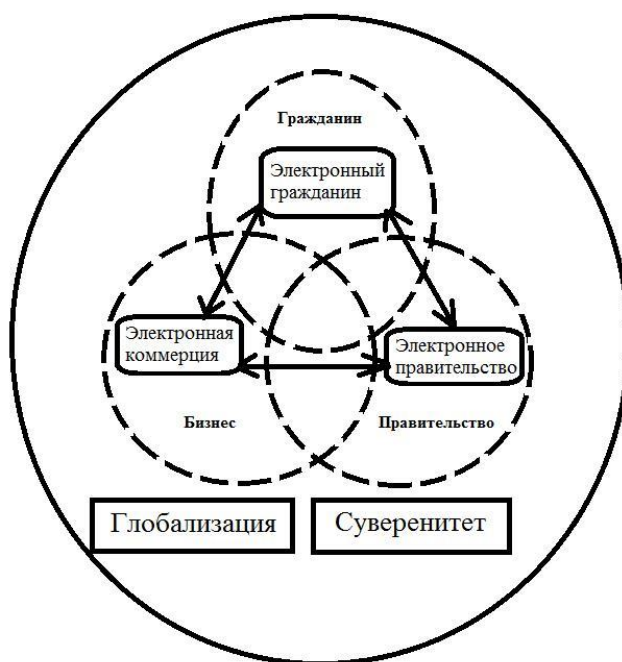 Гражданин
Электронный
гражданин
Электронная
коммерция
Электронное
правительство
Бизнес
Правительство
Глобализация
Суверенитет